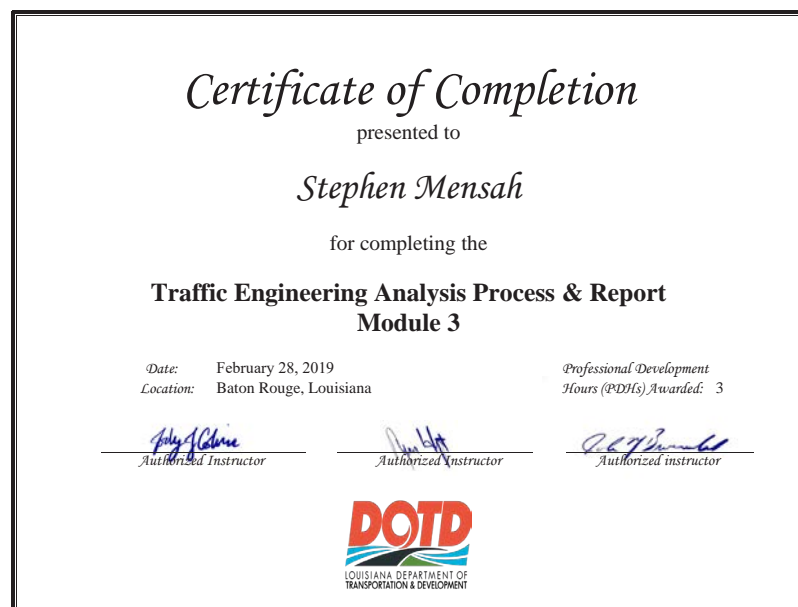 Certificate of Completion
presented to
Stephen Mensah
for completing the
Traffic Engineering Analysis Process & Report
Module 3
Date: February 28, 2019
Location: Baton Rouge, Louisiana
Professional Development
Hours (PDHs) Awarded: 3
Authorized Instructor
Authorized Instructor
Authorized instructor
DOTD
LOUISIANA DEPARTMENT OF
TRANSPORTATION & DEVELOPMENT